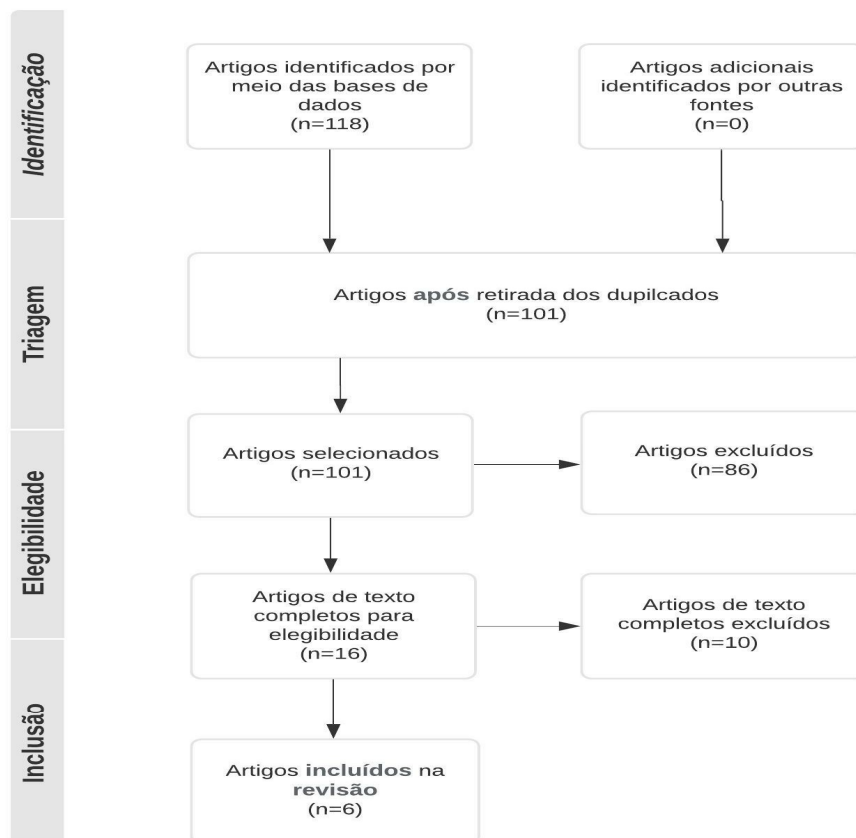 Identificação
Artigos identificados por
meio das bases de
dados
(n=118)
Artigos adicionais
identificados por outras
fontes
(n=0)
Triagem
Artigos após retirada dos dupilcados
(n=101)
Elegibilidade
Artigos selecionados
(n=101)
Artigos excluídos
(n=86)
Artigos de texto
completos para
elegibilidade
(n=16)
Artigos de texto
completos excluídos
(n=10)
Inclusão
Artigos incluídos na
revisão
(n=6)